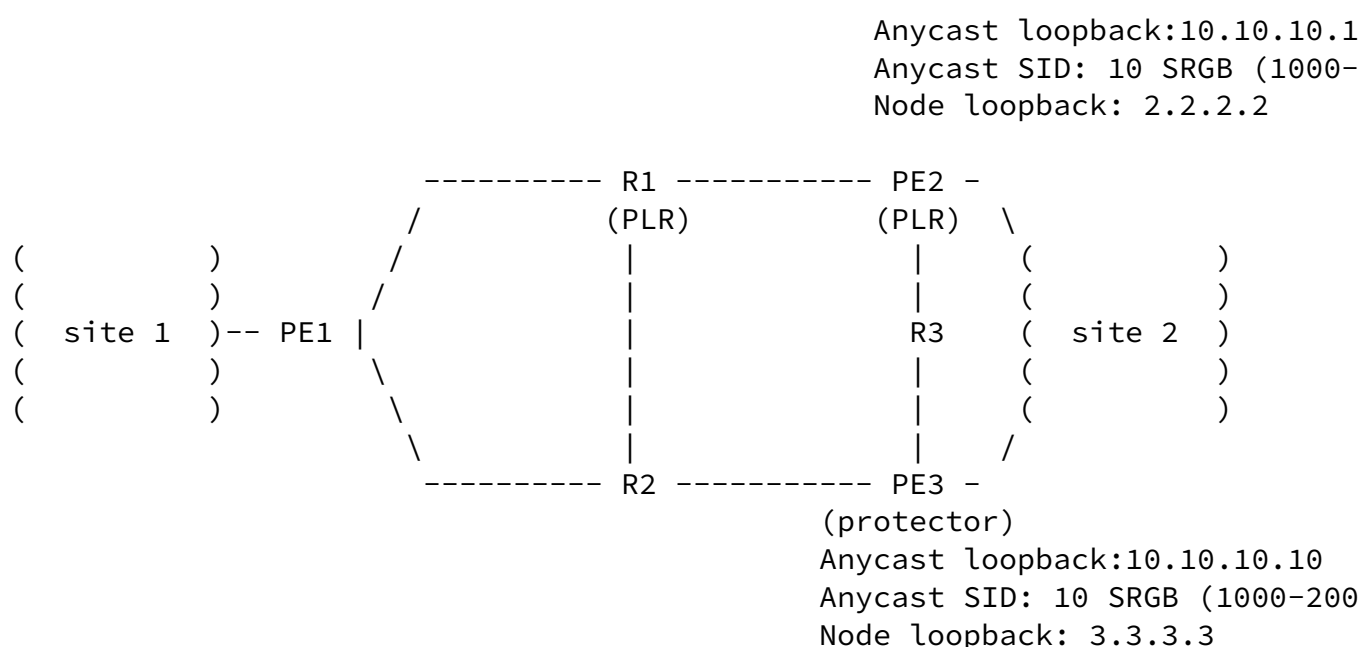 Anycast loopback:10.10.10.1
Anycast SID: 10 SRGB (1000-
Node loopback: 2.2.2.2
R1 PE2
(PLR) (PLR)
site 1 PE1 R3 site 2
R2 PE3
(protector)
Anycast loopback:10.10.10.10
Anycast SID: 10 SRGB (1000-200
Node loopback: 3.3.3.3